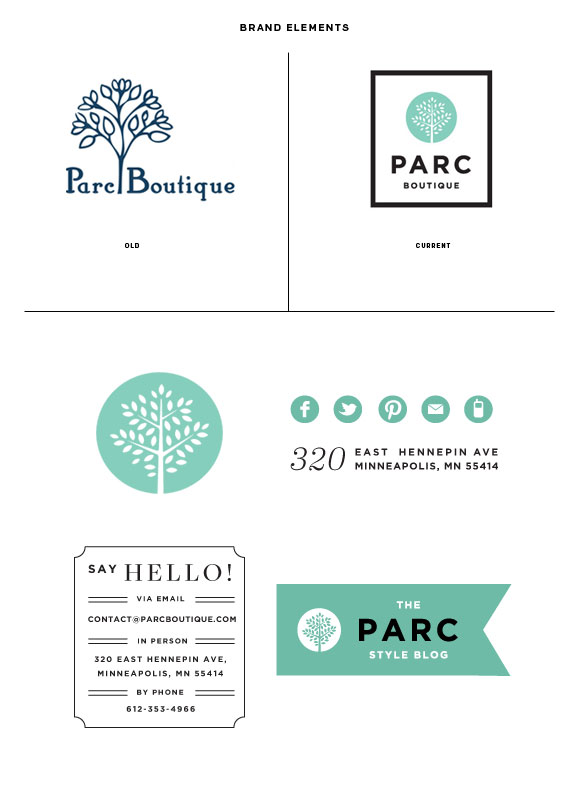 BRAND ELEMENTS
Parc Boutique
OLD
PARC
BOUTIQUE
CURRENT
320 EAST HENNEPIN AVE
MINNEAPOLIS, MN 55414
SAY HELLO!
VIA EMAIL
CONTACT@PARCBOUTIQUE.COM
IN PERSON
320 EAST HENNEPIN AVE,
MINNEAPOLIS, MN 55414
BY PHONE
612-353-4966
THE
PARC
STYLE BLOG